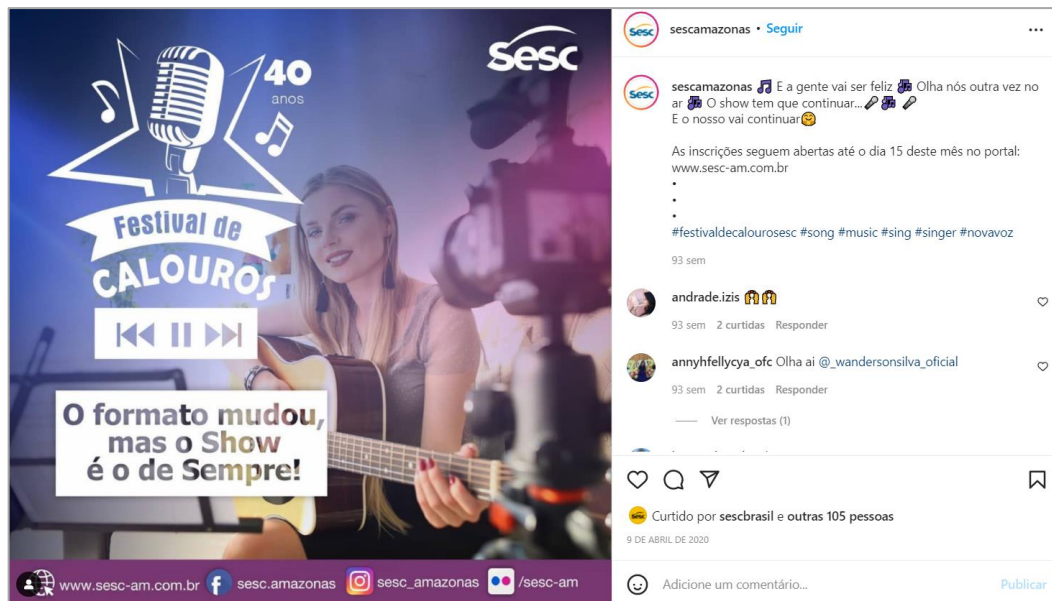 Sesc
40
anos
Festival de
CALOUROS
O formato mudou,
mas o Show
é o de Sempre!
www.sesc-am.com.br sesc.amazonas sesc_amazonas /sesc-am
sescamazonas • Seguir
sescamazonas 🎵 E a gente vai ser feliz 🎭 Olha nós outra vez no
ar 🎭 O show tem que continuar...🎤 🎭 🎤
E o nosso vai continuar🤗
As inscrições seguem abertas até o dia 15 deste mês no portal:
www.sesc-am.com.br
•
•
•
#festivaldecalourosesc #song #music #sing #singer #novavoz
93 sem
andrade.izis 🙌🙌
93 sem 2 curtidas Responder
annyhfellycya_ofc Olha ai @_wandersonsilva_oficial
93 sem 2 curtidas Responder
Ver respostas (1)
Curtido por sescbrasil e outras 105 pessoas
9 DE ABRIL DE 2020
Adicione um comentário... Publicar